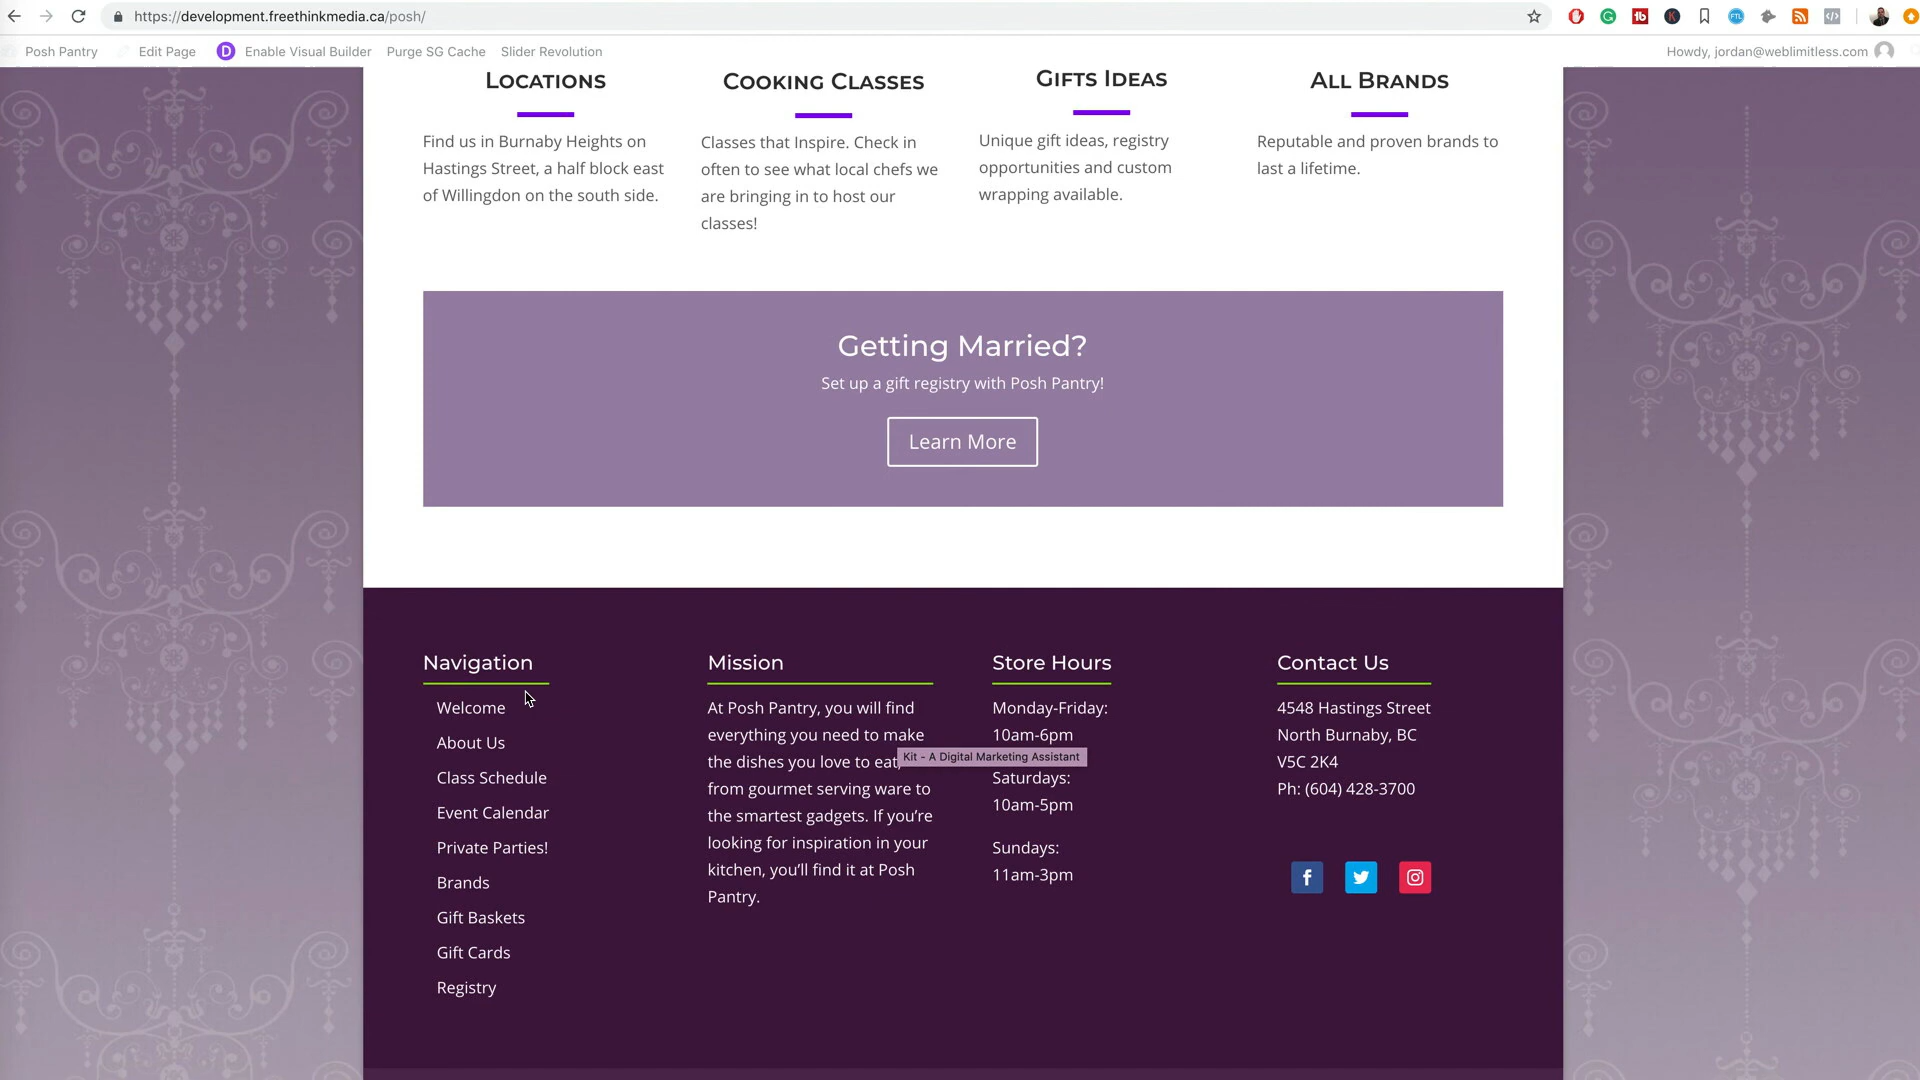 https://development.freethinkmedia.ca/posh/
Posh Pantry
Edit Page
D
Enable Visual Builder
Purge SG Cache
Slider Revolution
Howdy, jordan@weblimitless.com
Locations
Find us in Burnaby Heights on
Hastings Street, a half block east
of Willingdon on the south side.
Cooking Classes
Classes that Inspire. Check in
often to see what local chefs we
are bringing in to host our
classes!
Gifts Ideas
Unique gift ideas, registry
opportunities and custom
wrapping available.
All Brands
Reputable and proven brands to
last a lifetime.
Getting Married?
Set up a gift registry with Posh Pantry!
Learn More
Navigation
Welcome
About Us
Class Schedule
Event Calendar
Private Parties!
Brands
Gift Baskets
Gift Cards
Registry
Mission
At Posh Pantry, you will find
everything you need to make
the dishes you love to eat,
from gourmet serving ware to
the smartest gadgets. If you’re
looking for inspiration in your
kitchen, you’ll find it at Posh
Pantry.
Kit - A Digital Marketing Assistant
Store Hours
Monday-Friday:
10am-6pm
Saturdays:
10am-5pm
Sundays:
11am-3pm
Contact Us
4548 Hastings Street
North Burnaby, BC
V5C 2K4
Ph: (604) 428-3700